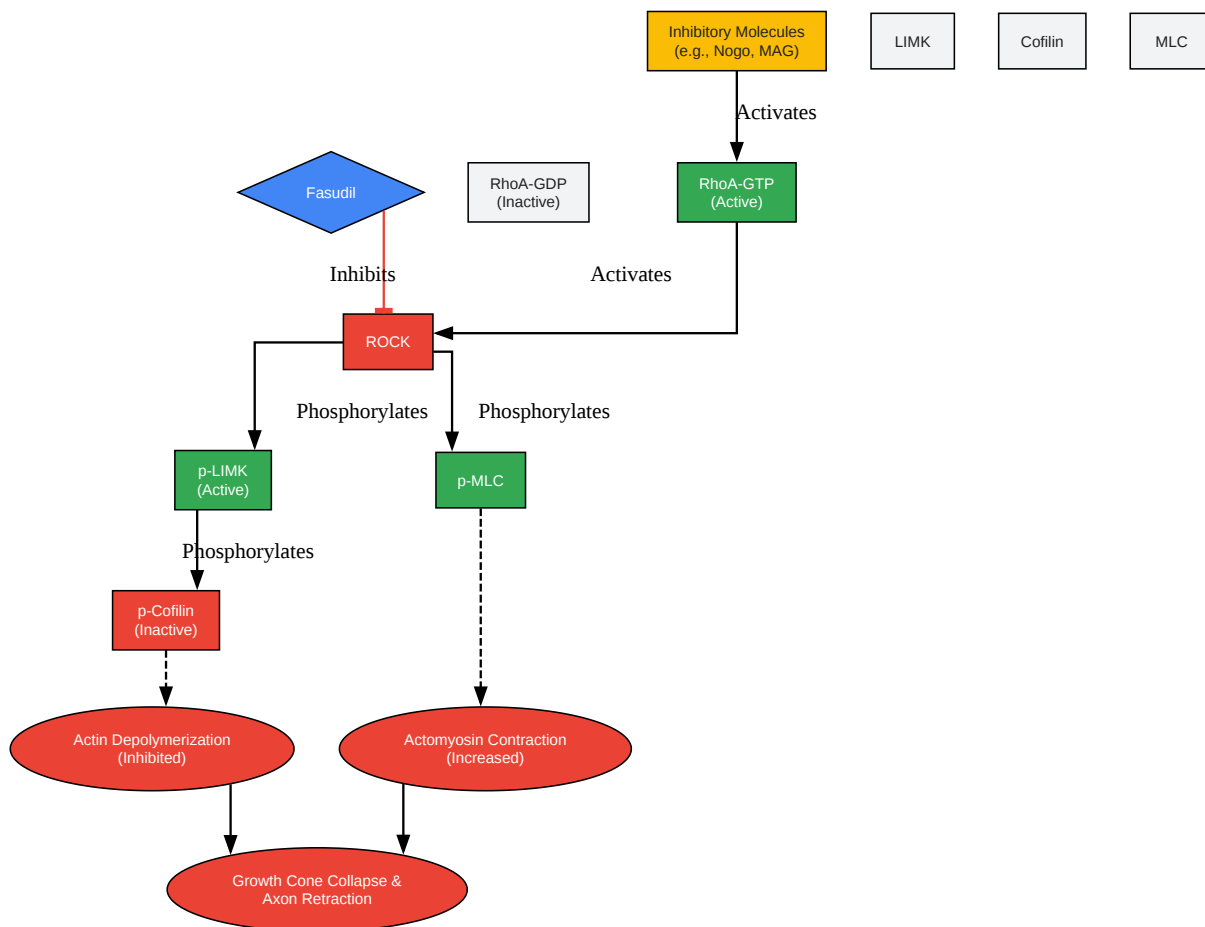 Inhibitory Molecules
(e.g., Nogo, MAG)
LIMK
Cofilin
MLC
Activates
Fasudil
RhoA-GDP
(Inactive)
RhoA-GTP
(Active)
Inhibits
Activates
ROCK
Phosphorylates
Phosphorylates
p-LIMK
(Active)
p-MLC
Phosphorylates
p-Cofilin
(Inactive)
Actin Depolymerization
(Inhibited)
Actomyosin Contraction
(Increased)
Growth Cone Collapse &
Axon Retraction